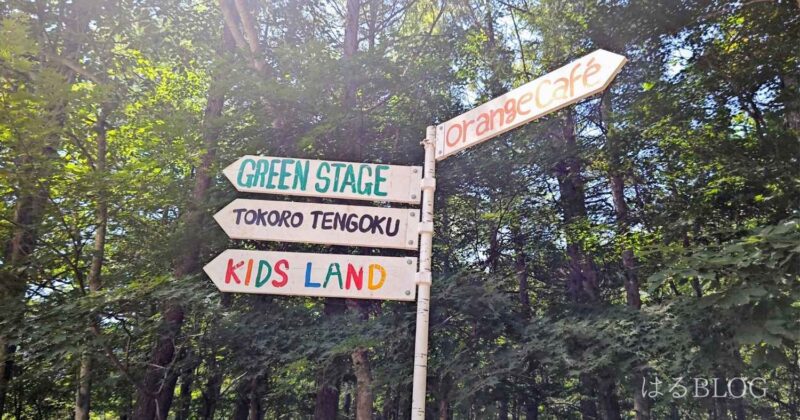 orange Café
GREEN STAGE
TOKORO TENGOKU
KIDS LAND
はるBLOG